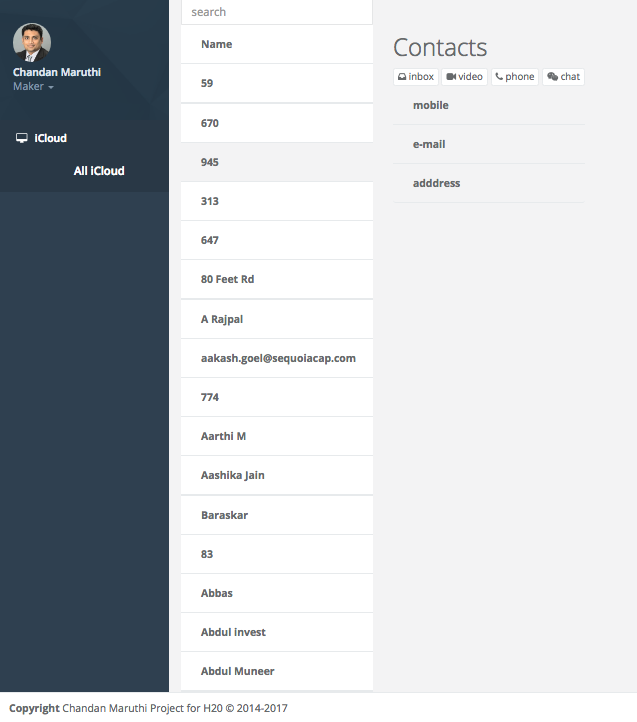 Chandan Maruthi
Maker
iCloud
All iCloud
search
Name
59
670
945
313
647
80 Feet Rd
A Rajpal
aakash.goel@sequoiacap.com
774
Aarthi M
Aashika Jain
Baraskar
83
Abbas
Abdul invest
Abdul Muneer
Contacts
inbox video phone chat
mobile
e-mail
adddress
Copyright Chandan Maruthi Project for H20 © 2014-2017